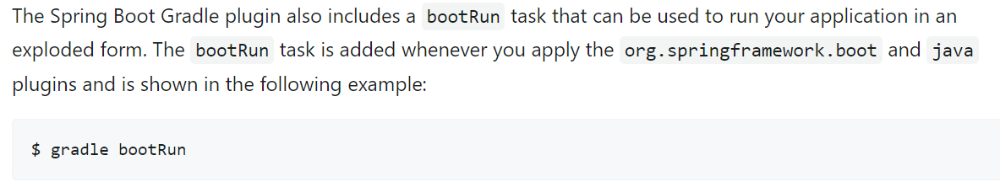 The Spring Boot Gradle plugin also includes a bootRun task that can be used to run your application in an
exploded form. The bootRun task is added whenever you apply the org.springframework.boot and java
plugins and is shown in the following example:
$ gradle bootRun